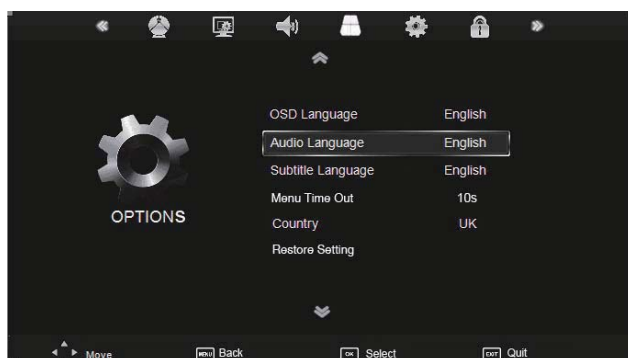 OSD Language English
Audio Language English
Subtitle Language English
Menu Time Out 10s
Country UK
Restore Setting
OPTIONS
Move MENU Back OK Select EXIT Quit